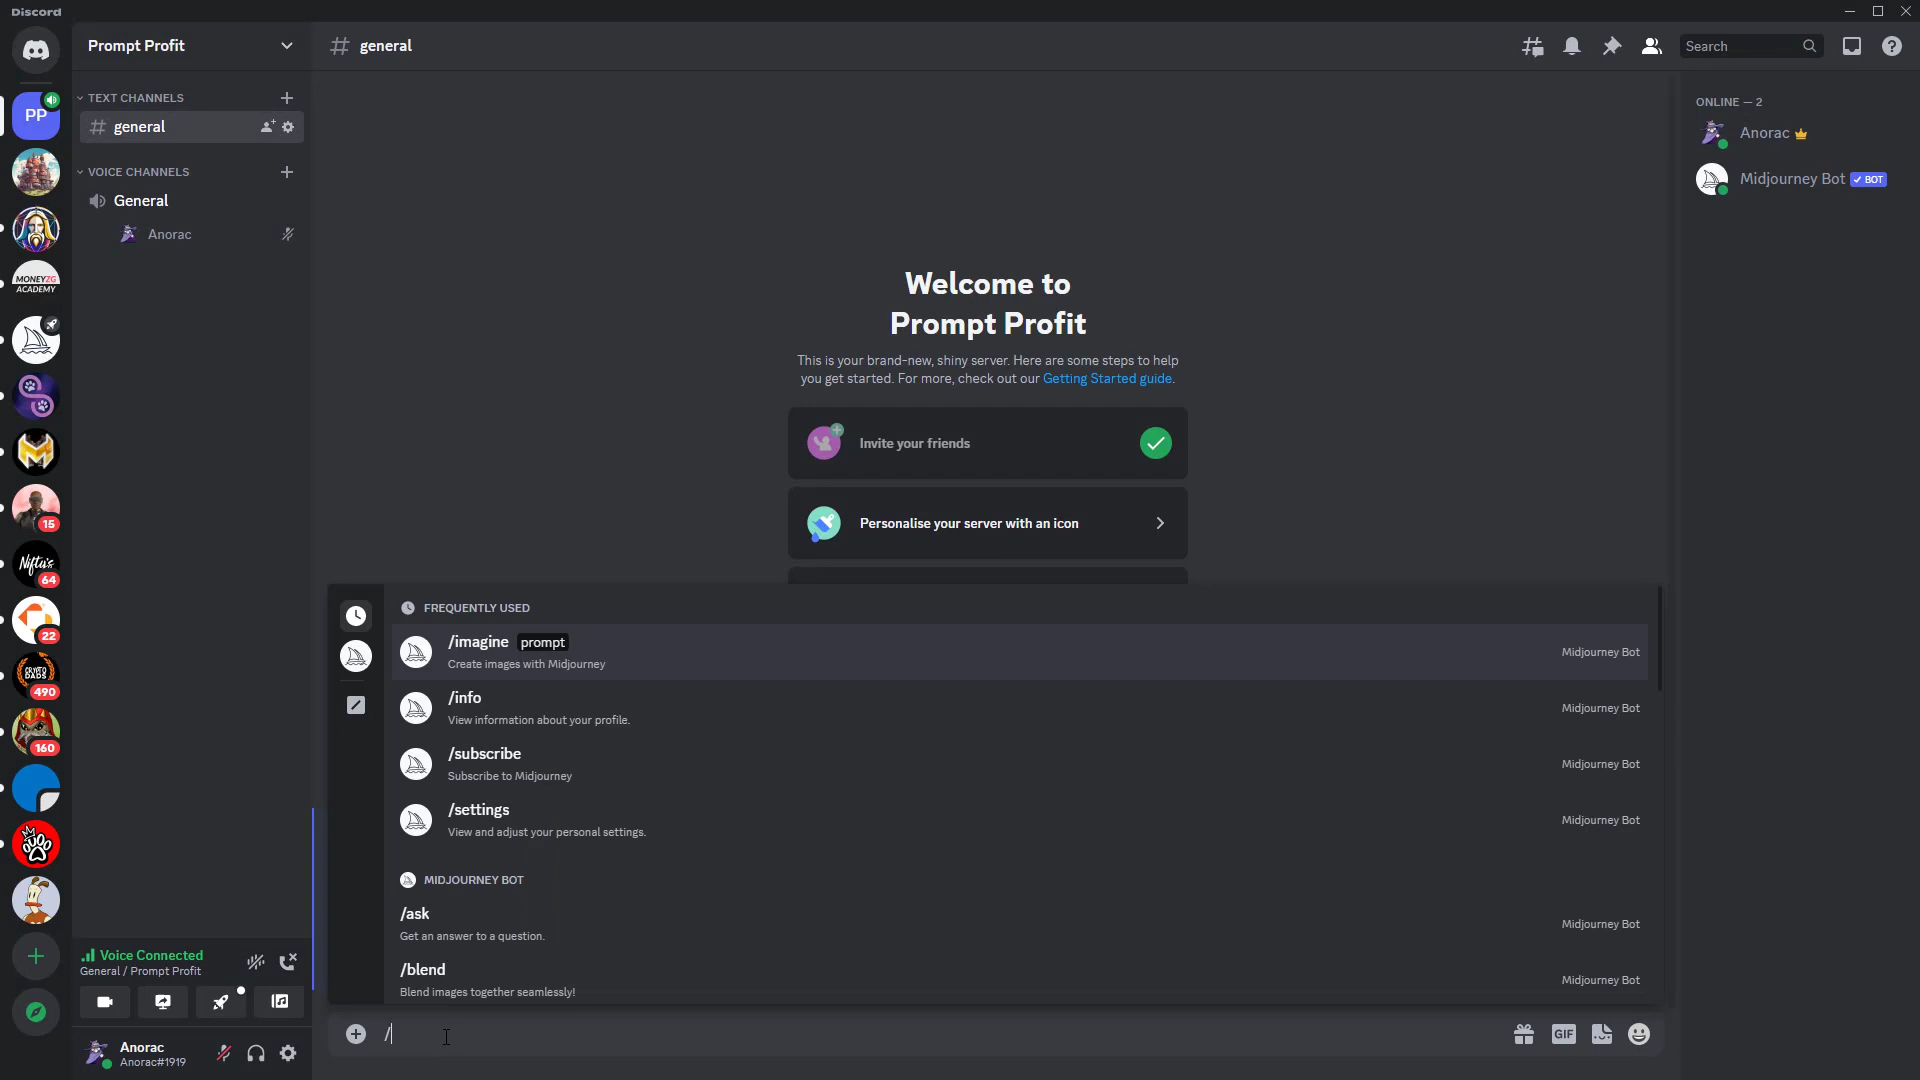 Discord
Prompt Profit
general
Search
TEXT CHANNELS
general
VOICE CHANNELS
General
Anorac
PP
MONEYZG
ACADEMY
15
Niftus
64
22
CRYPTO
DADS
490
160
Welcome to
Prompt Profit
This is your brand-new, shiny server. Here are some steps to help
you get started. For more, check out our Getting Started guide.
Invite your friends
Personalise your server with an icon
FREQUENTLY USED
/imagine prompt
Create images with Midjourney
Midjourney Bot
/info
View information about your profile.
Midjourney Bot
/subscribe
Subscribe to Midjourney
Midjourney Bot
/settings
View and adjust your personal settings.
Midjourney Bot
MIDJOURNEY BOT
/ask
Get an answer to a question.
Midjourney Bot
/blend
Blend images together seamlessly!
Midjourney Bot
/
GIF
ONLINE — 2
Anorac
Midjourney Bot BOT
Voice Connected
General / Prompt Profit
Anorac
Anorac#1919